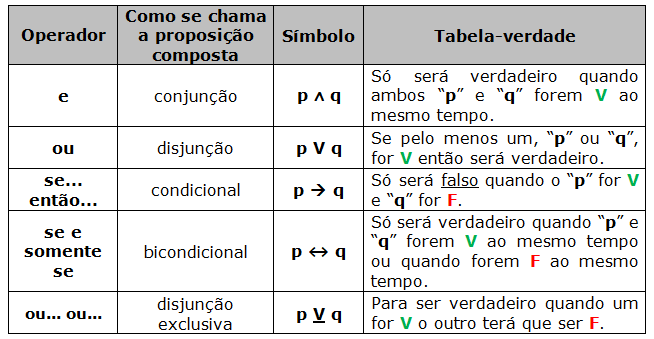 Operador
Como se chama
a proposição
composta
Símbolo
Tabela-verdade
e
conjunção
p ∧ q
Só será verdadeiro quando
ambos “p” e “q” forem V ao
mesmo tempo.
ou
disjunção
p V q
Se pelo menos um, “p” ou “q”,
for V então será verdadeiro.
se...
então...
condicional
p → q
Só será falso quando o “p” for V
e “q” for F.
se e
somente
se
bicondicional
p ↔ q
Só será verdadeiro quando “p” e
“q” forem V ao mesmo tempo
ou quando forem F ao mesmo
tempo.
ou... ou...
disjunção
exclusiva
p V q
Para ser verdadeiro quando um
for V o outro terá que ser F.